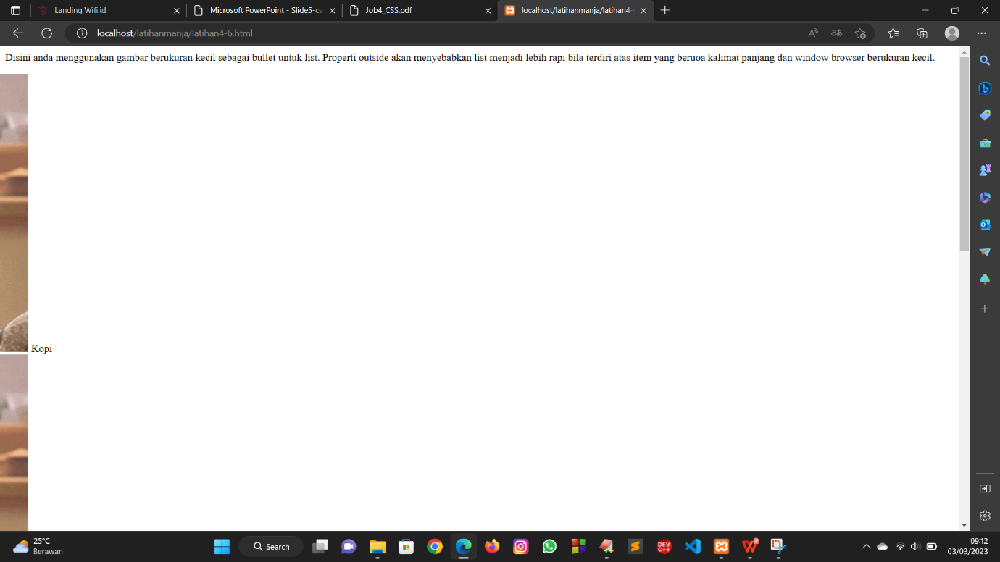 Landing Wifi.id
Microsoft PowerPoint - Slide5-cs
Job4_CSS.pdf
localhost/latihanmanja/latihan4-
localhost/latihanmanja/latihan4-6.html
Disini anda menggunakan gambar berukuran kecil sebagai bullet untuk list. Properti outside akan menyebabkan list menjadi lebih rapi bila terdiri atas item yang beruoa kalimat panjang dan window browser berukuran kecil.
Kopi
25°C
Berawan
Search
DEV
C++
09:12
03/03/2023